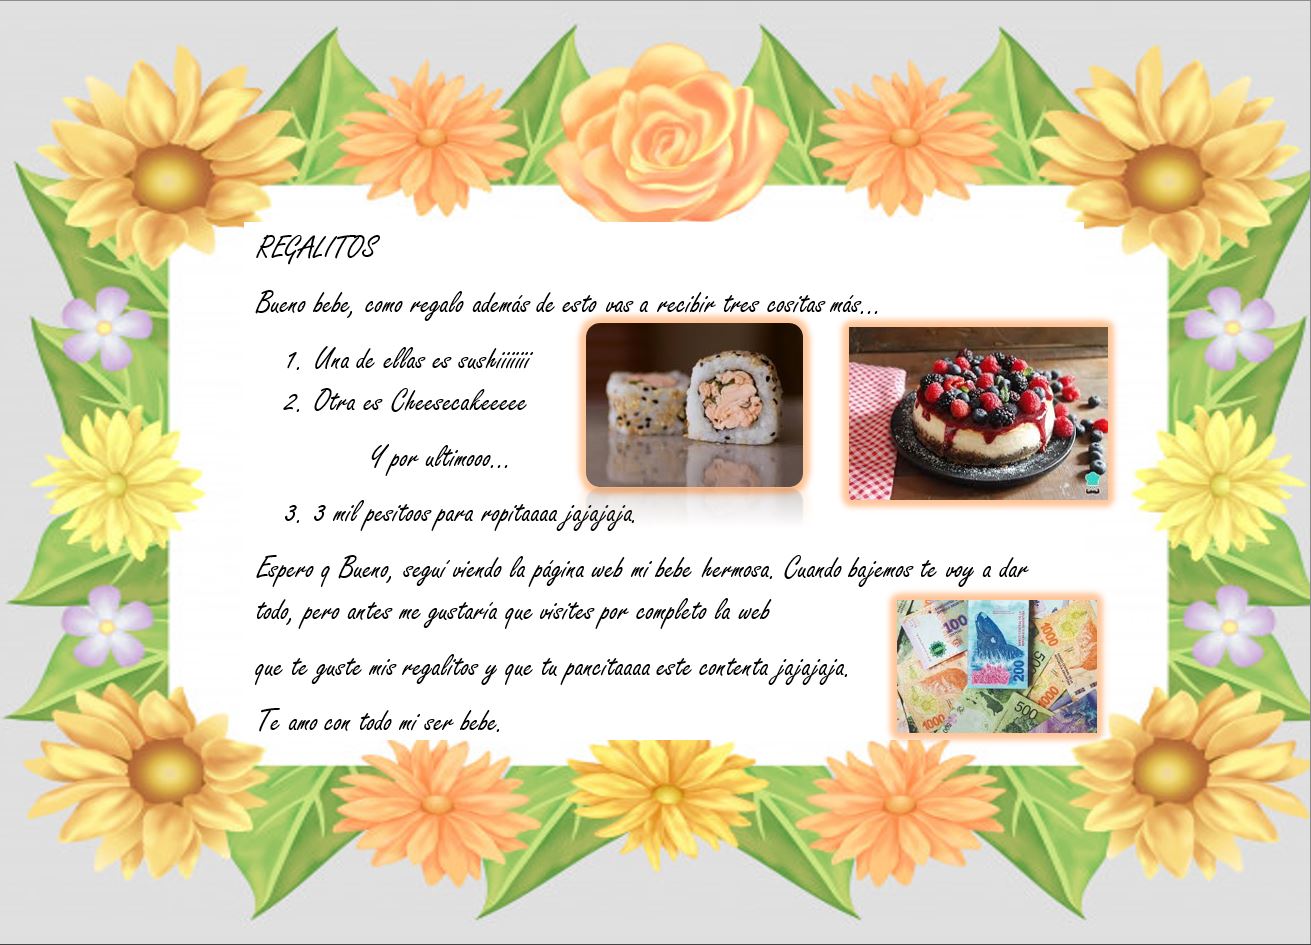 REGALITOS
Bueno bebe, como regalo además de esto vas a recibir tres cositas más...
1. Una de ellas es sushiiiiiii
2. Otra es Cheesecakeeeee
Y por ultimooo...
3. 3 mil pesitoos para ropitaaaa jajajaja.
Espero q Bueno, seguí viendo la página web mi bebe hermosa. Cuando bajemos te voy a dar
todo, pero antes me gustaría que visites por completo la web
que te guste mis regalitos y que tu pancitaaaa este contenta jajajaja.
Te amo con todo mi ser bebe.
100
200
1000
50
500
1000
1000